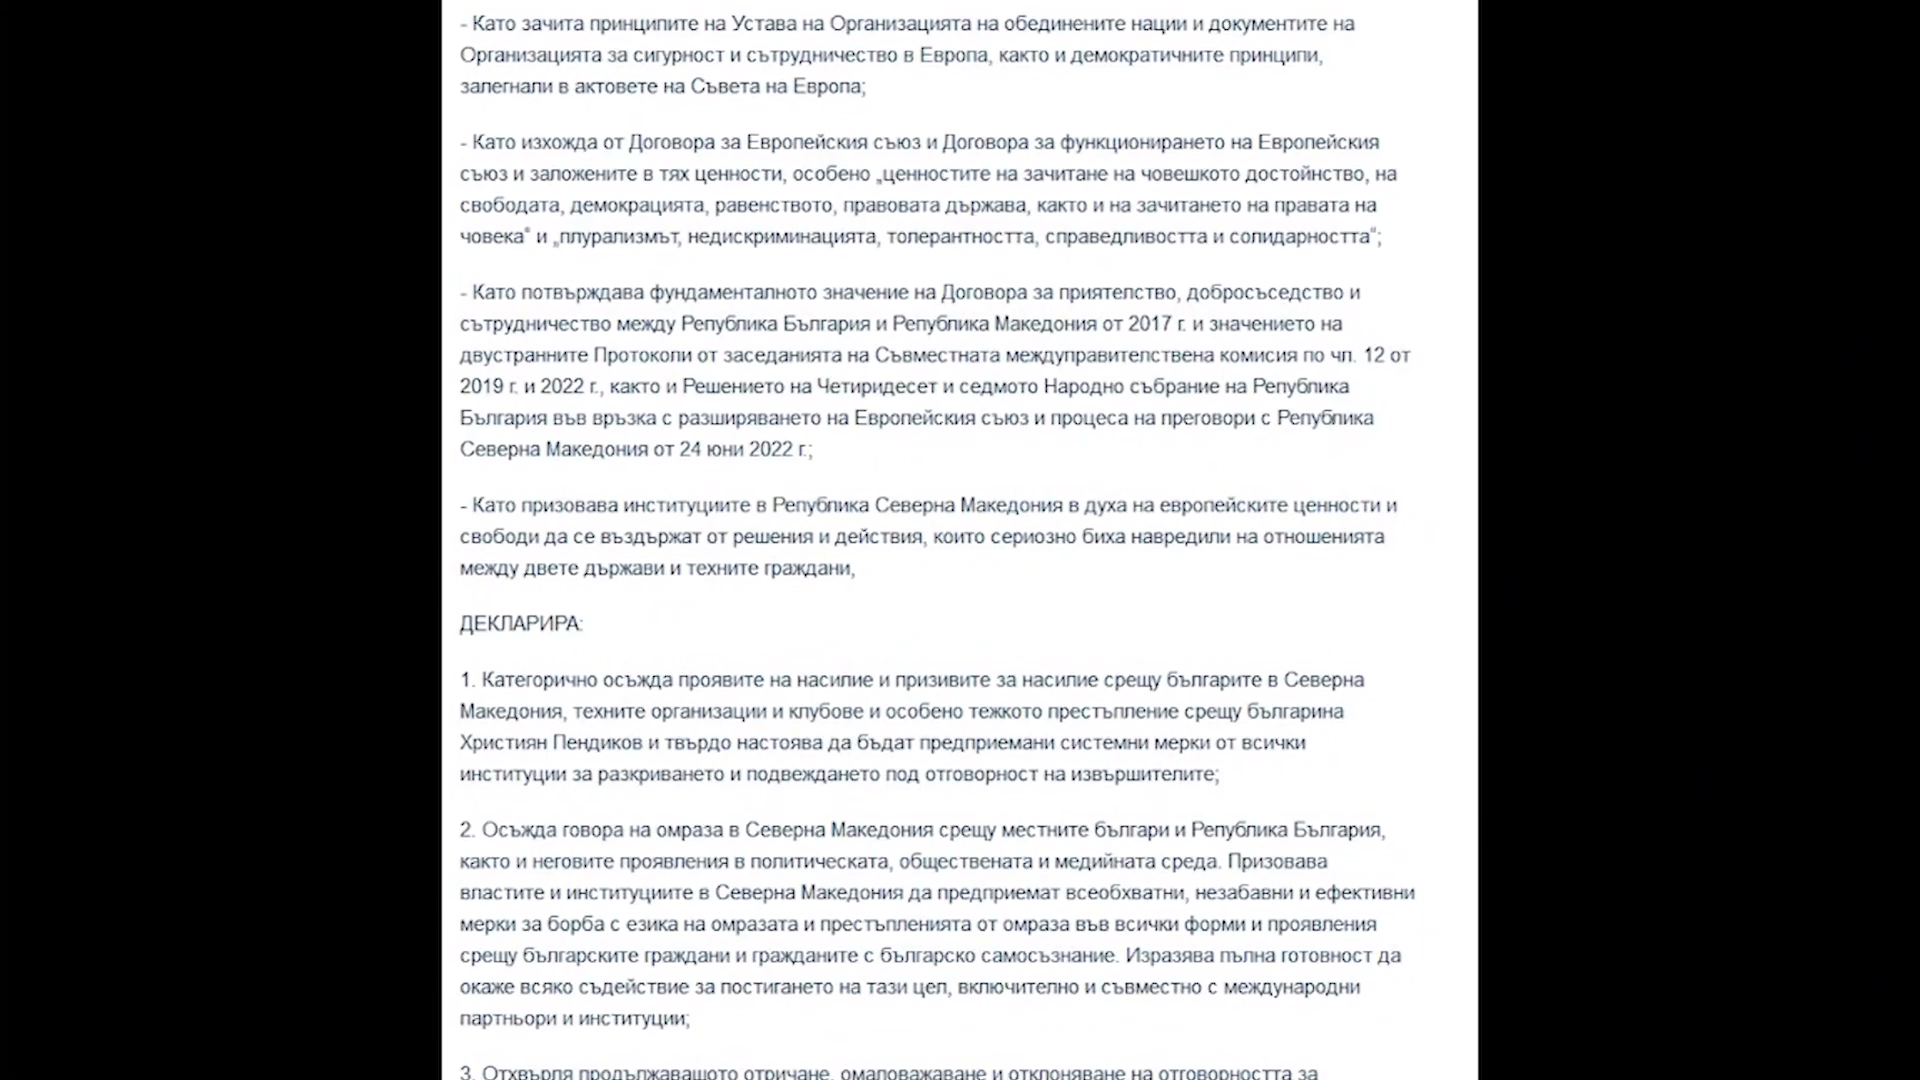 - Като зачита принципите на Устава на Организацията на обединените нации и документите на
Организацията за сигурност и сътрудничество в Европа, както и демократичните принципи,
залегнали в актовете на Съвета на Европа;
- Като изхожда от Договора за Европейския съюз и Договора за функционирането на Европейския
съюз и заложените в тях ценности, особено „ценностите на зачитане на човешкото достойнство, на
свободата, демокрацията, равенството, правовата държава, както и на зачитането на правата на
човека“ и „плурализмът, недискриминацията, толерантността, справедливостта и солидарността“;
- Като потвърждава фундаменталното значение на Договора за приятелство, добросъседство и
сътрудничество между Република България и Република Македония от 2017 г. и значението на
двустранните Протоколи от заседанията на Съвместната междуправителствена комисия по чл. 12 от
2019 г. и 2022 г., както и Решението на Четиридесет и седмото Народно събрание на Република
България във връзка с разширяването на Европейския съюз и процеса на преговори с Република
Северна Македония от 24 юни 2022 г.;
- Като призовава институциите в Република Северна Македония в духа на европейските ценности и
свободи да се въздържат от решения и действия, които сериозно биха навредили на отношенията
между двете държави и техните граждани,
ДЕКЛАРИРА:
1. Категорично осъжда проявите на насилие и призивите за насилие срещу българите в Северна
Македония, техните организации и клубове и особено тежкото престъпление срещу българина
Християн Пендиков и твърдо настоява да бъдат предприемани системни мерки от всички
институции за разкриването и подвеждането под отговорност на извършителите;
2. Осъжда говора на омраза в Северна Македония срещу местните българи и Република България,
както и неговите проявления в политическата, обществената и медийната среда. Призовава
властите и институциите в Северна Македония да предприемат всеобхватни, незабавни и ефективни
мерки за борба с езика на омразата и престъпленията от омраза във всички форми и проявления
срещу българските граждани и гражданите с българско самосъзнание. Изразява пълна готовност да
окаже всяко съдействие за постигането на тази цел, включително и съвместно с международни
партньори и институции;
3. Отхвърля продължаващото отричане, омаловажаване и отклоняване на отговорността за